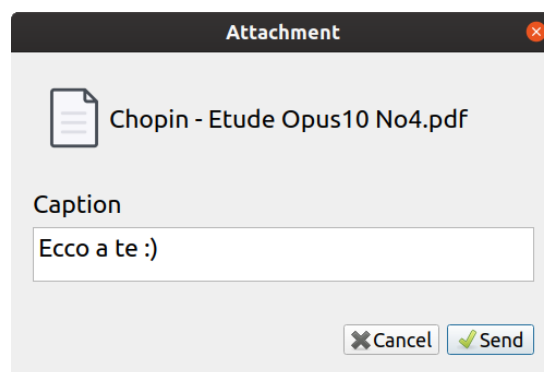 Attachment
Chopin - Etude Opus10 No4.pdf
Caption
Ecco a te :)
Cancel Send